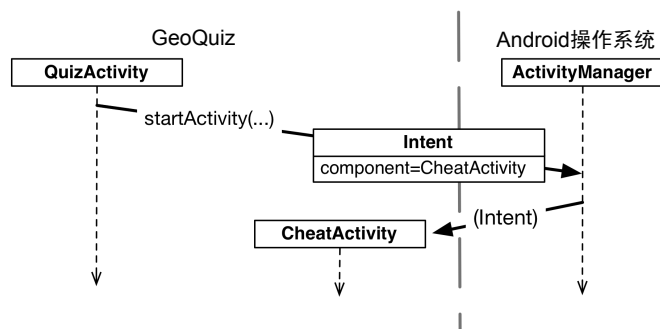 GeoQuiz
Android操作系统
QuizActivity
ActivityManager
startActivity(...)
Intent
component=CheatActivity
(Intent)
CheatActivity